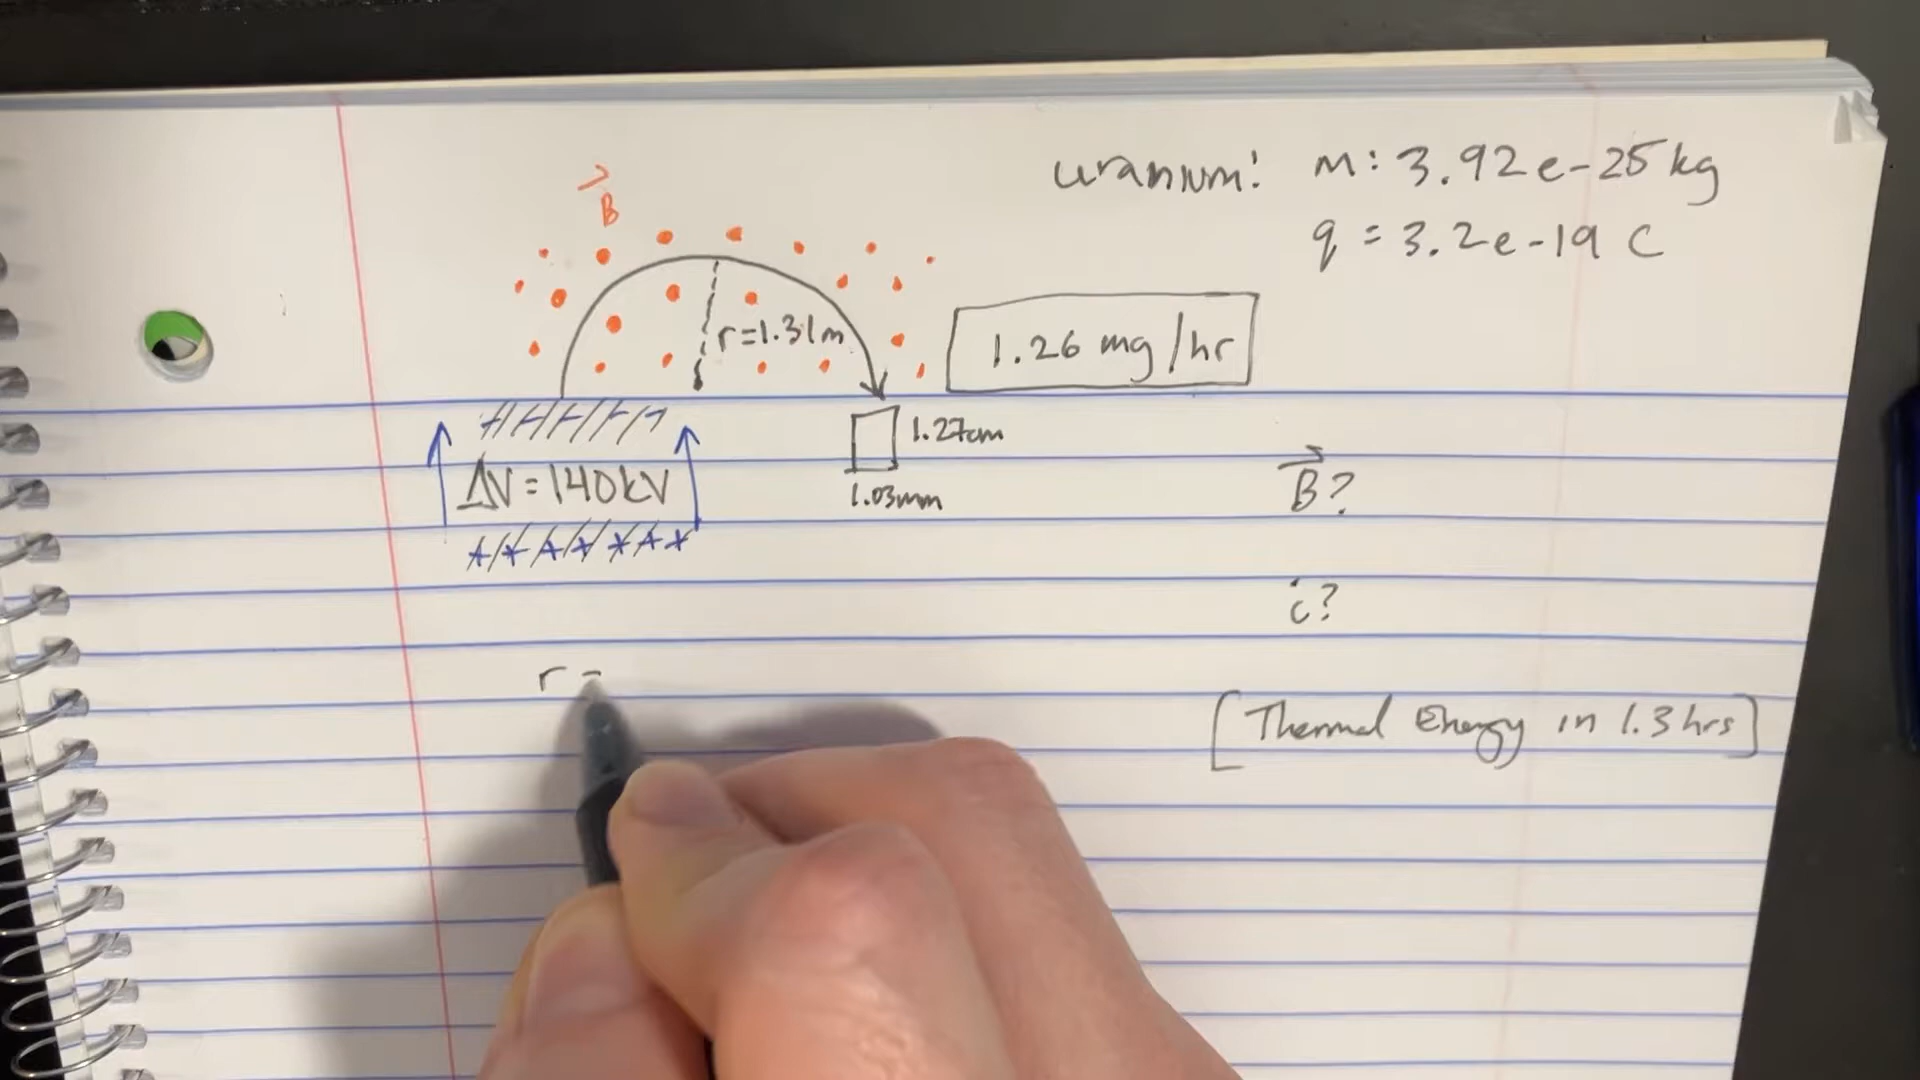 uranium: m: 3.92e-25 kg
q = 3.2e-19 C
B
r=1.31m
1.26 mg/hr
1.27cm
ΔV = 140kV
1.03mm
B?
i?
r =
[Thermal Energy in 1.3 hrs]